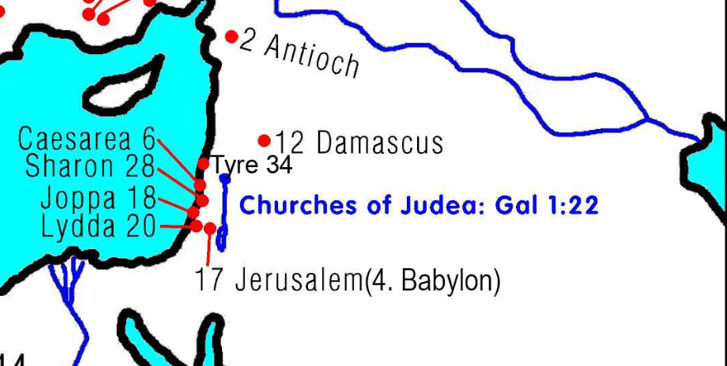 2 Antioch
12 Damascus
Caesarea 6
Tyre 34
Sharon 28
Joppa 18
Churches of Judea: Gal 1:22
Lydda 20
17 Jerusalem(4. Babylon)
14